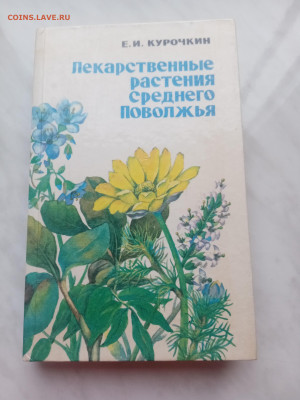 COINS.LAVE.RU
Е.И. КУРОЧКИН
Лекарственные
растения
Среднего
Поволжья